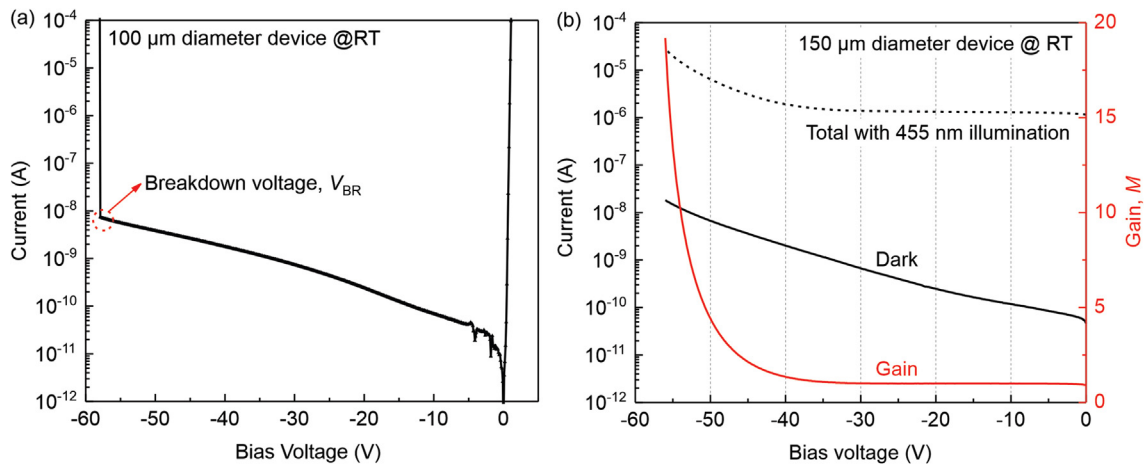 (a)
100 μm diameter device @RT
Breakdown voltage, V_BR
Current (A)
10⁻⁴
10⁻⁵
10⁻⁶
10⁻⁷
10⁻⁸
10⁻⁹
10⁻¹⁰
10⁻¹¹
10⁻¹²
-60 -50 -40 -30 -20 -10 0
Bias Voltage (V)
(b)
150 μm diameter device @ RT
Total with 455 nm illumination
Dark
Gain
Current (A)
10⁻⁴
10⁻⁵
10⁻⁶
10⁻⁷
10⁻⁸
10⁻⁹
10⁻¹⁰
10⁻¹¹
10⁻¹²
20
15
10
5
0
Gain, M
-60 -50 -40 -30 -20 -10 0
Bias voltage (V)